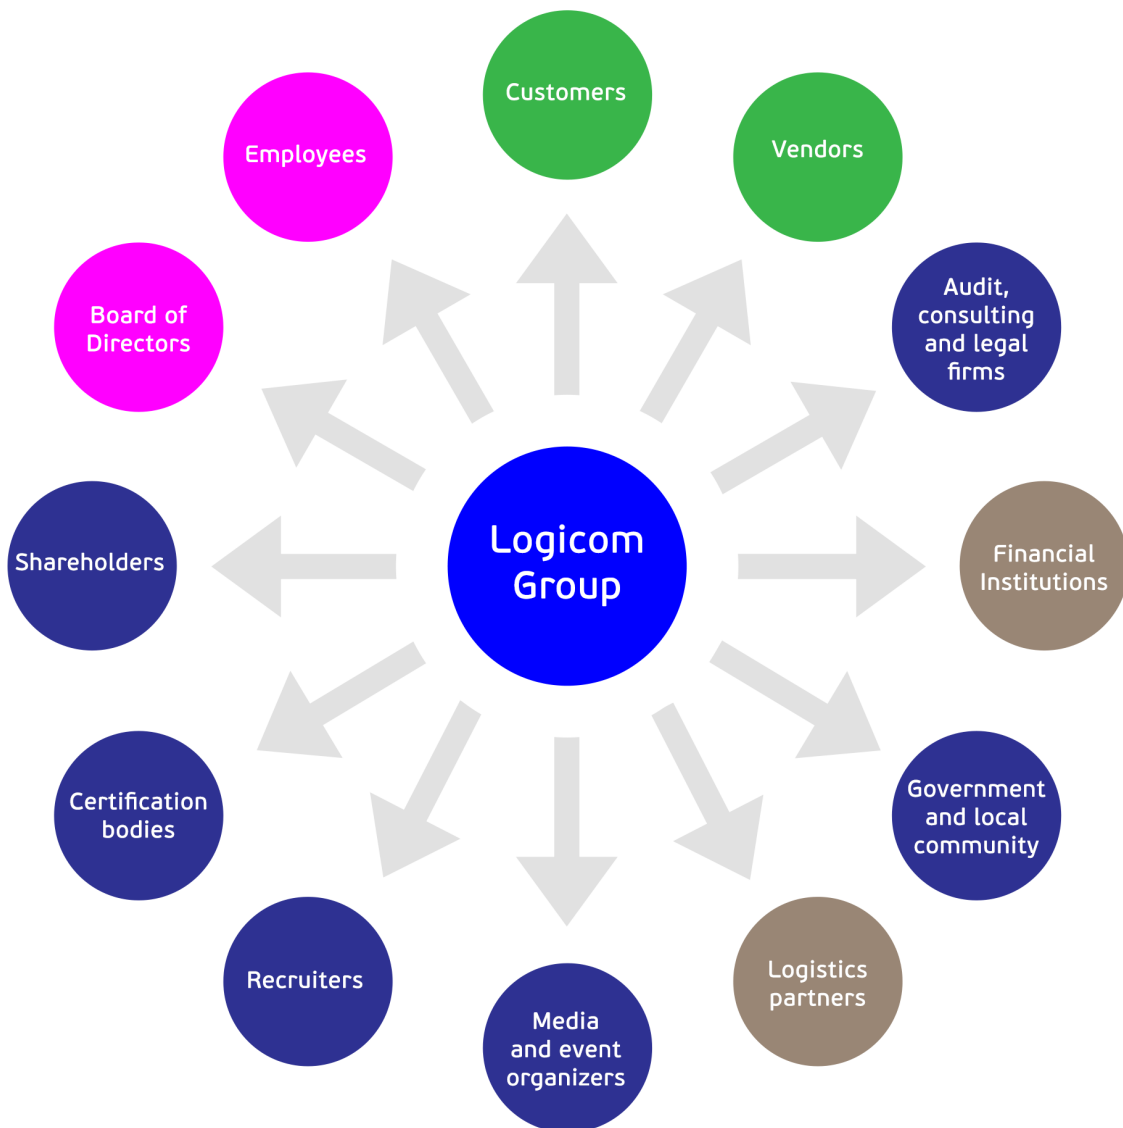 Customers
Vendors
Employees
Audit,
consulting
and legal
firms
Board of
Directors
Logicom
Group
Shareholders
Financial
Institutions
Certification
bodies
Government
and local
community
Recruiters
Logistics
partners
Media
and event
organizers